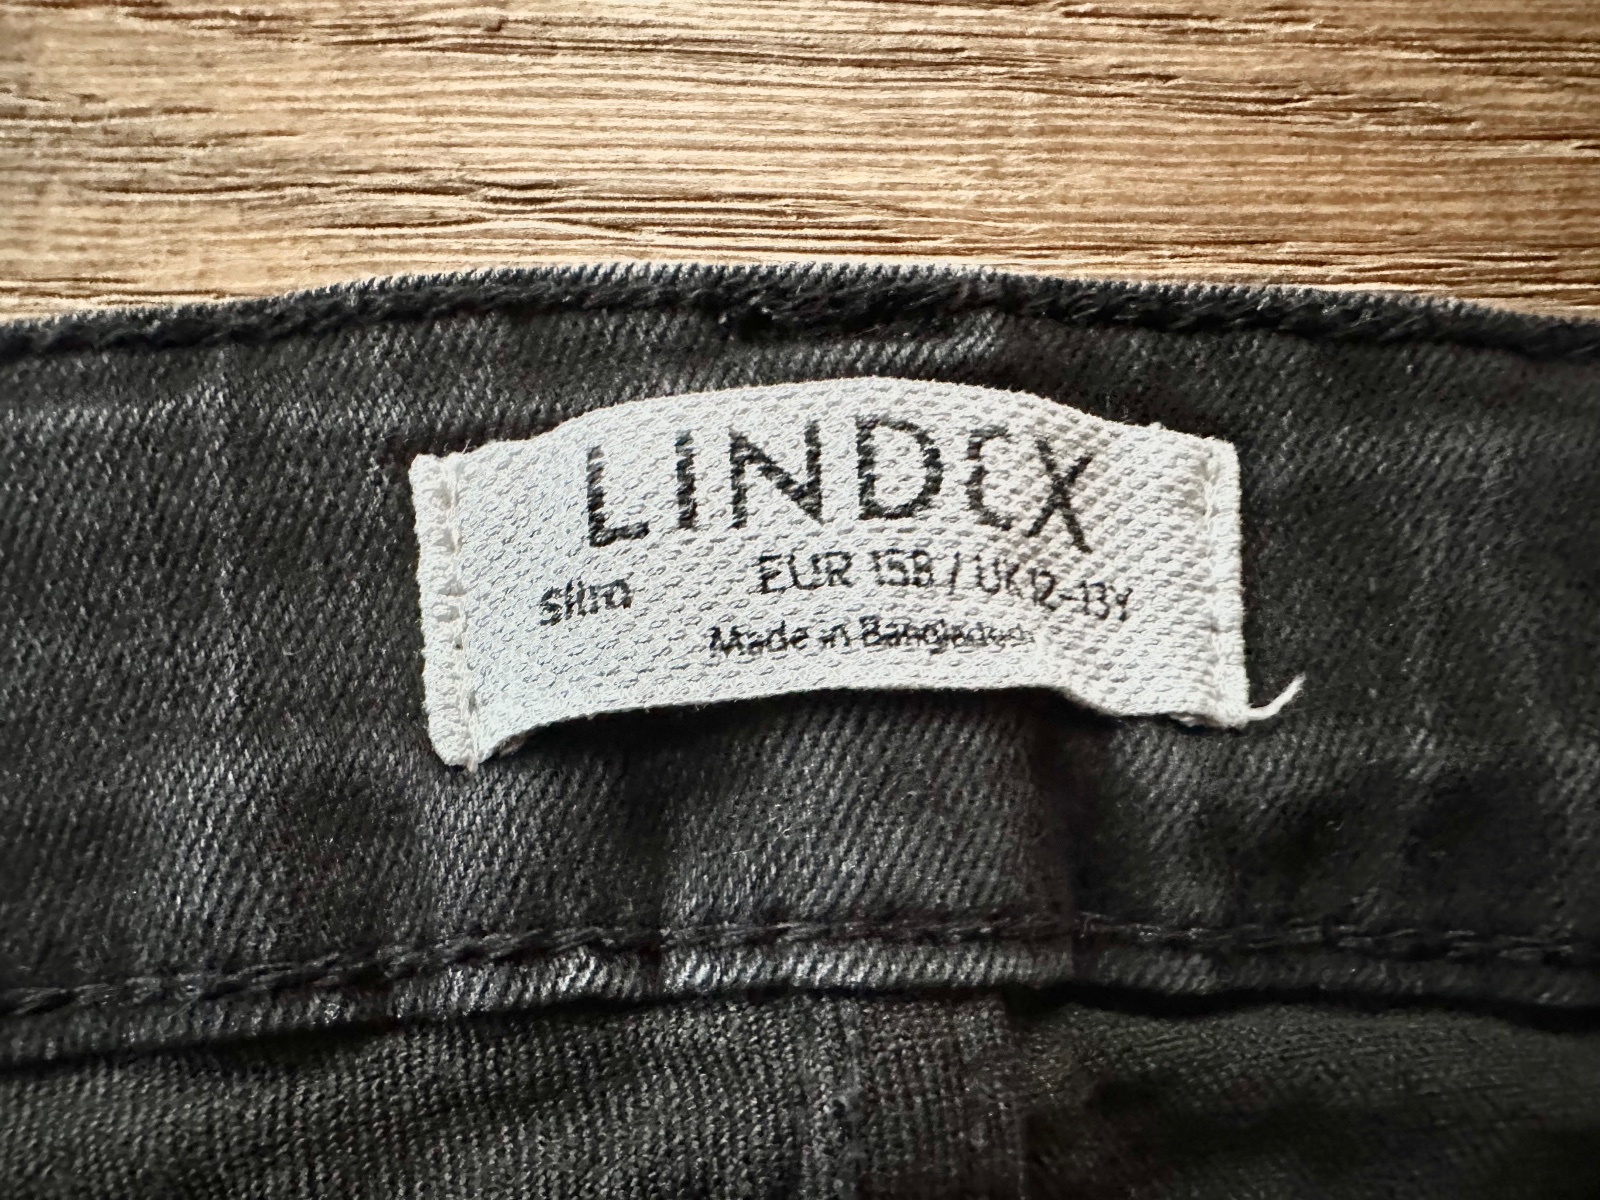 LINDEX
slim EUR 158 / UK 12-13Y
Made in Bangladesh